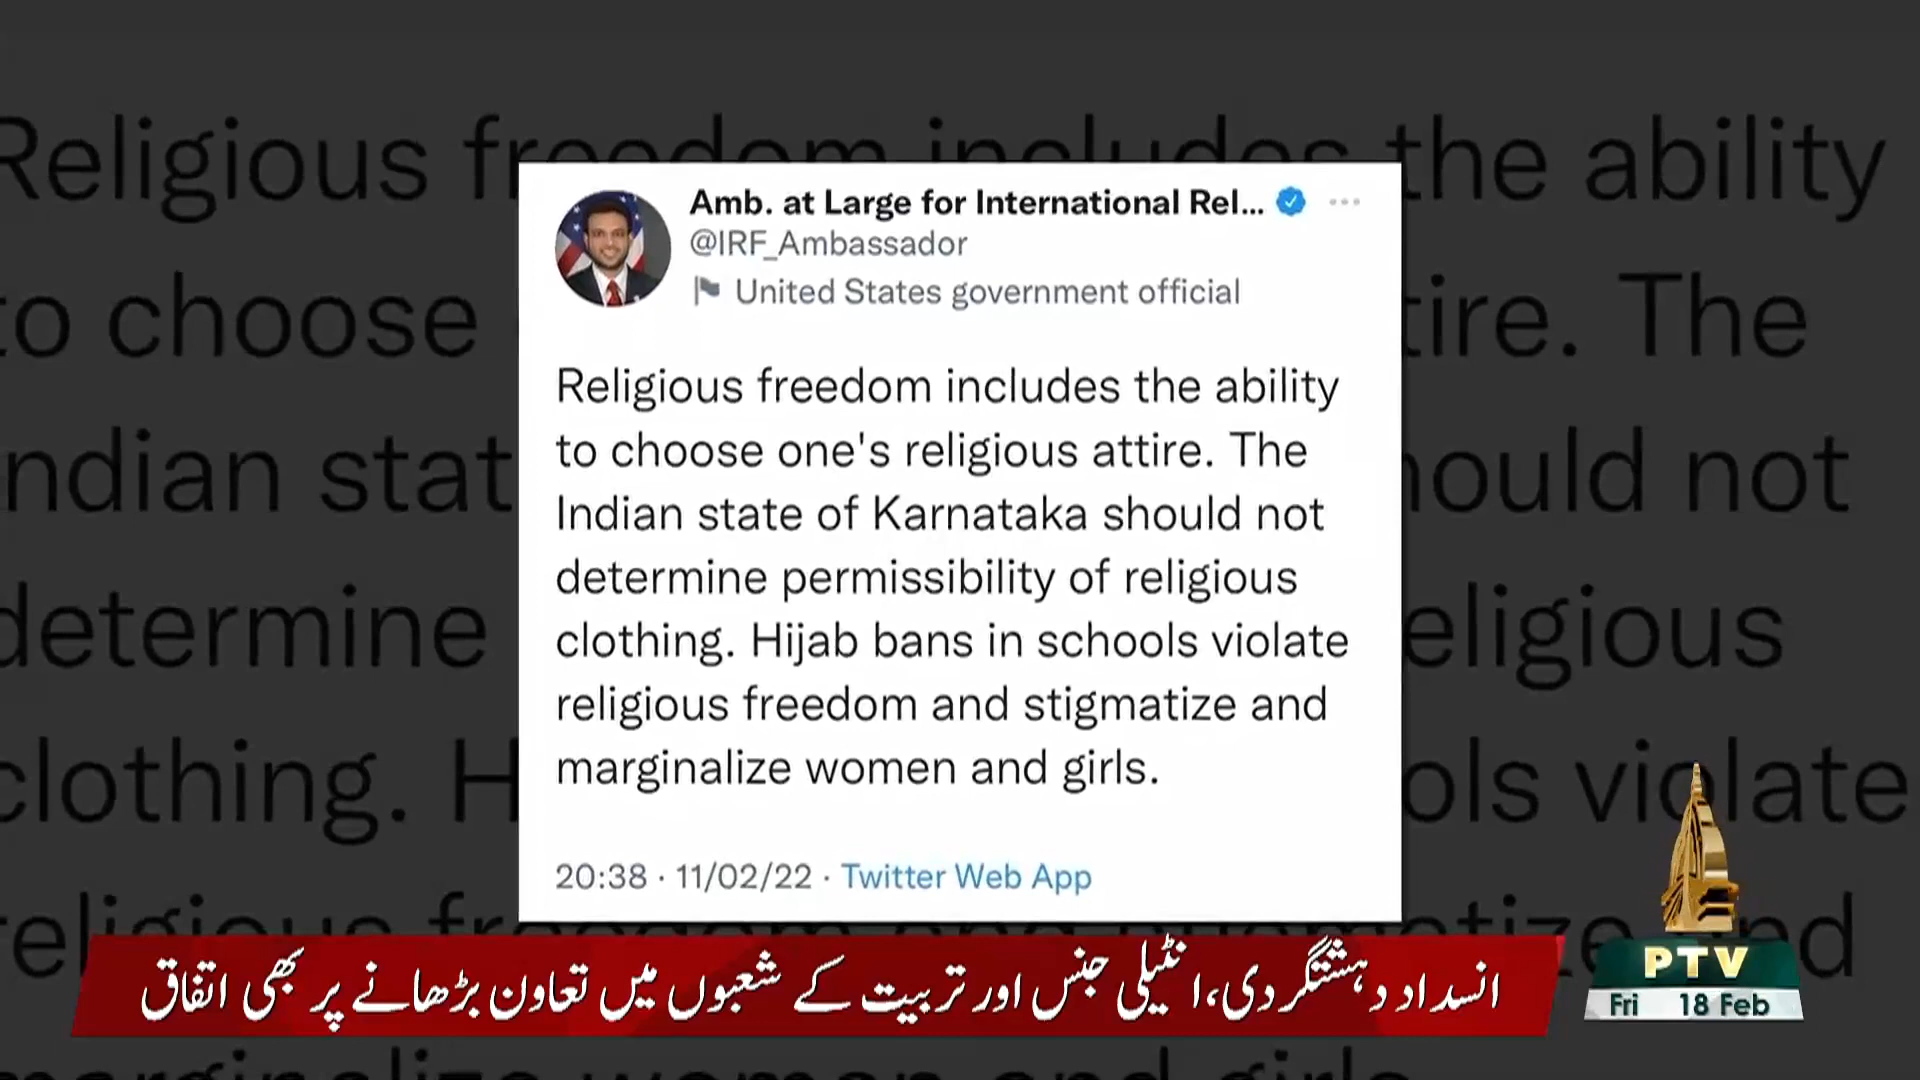 Amb. at Large for International Rel...
@IRF_Ambassador
United States government official
Religious freedom includes the ability
to choose one's religious attire. The
Indian state of Karnataka should not
determine permissibility of religious
clothing. Hijab bans in schools violate
religious freedom and stigmatize and
marginalize women and girls.
20:38 · 11/02/22 · Twitter Web App
انسداد دہشتگردی، انٹیلی جنس اور تربیت کے شعبوں میں تعاون بڑھانے پر بھی اتفاق
PTV
Fri 18 Feb